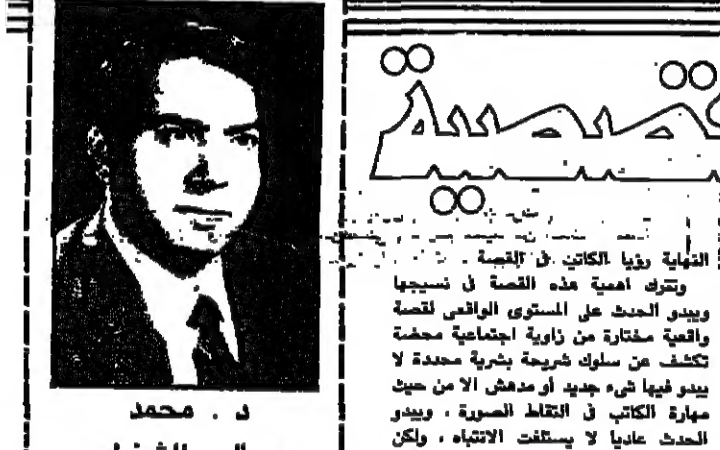 قصصية
النهاية رؤيا الكاتب في القصة .
وتترك اهمية هذه القصة في نسيجها
ويبدو الحدث على المستوى الواقعى لقصة
واقعية مختارة من زاوية اجتماعية محضة
تكشف عن سلوك شريحة بشرية محددة لا
يبدو فيها شيء جديد أو مدهش الا من حيث
مهارة الكاتب في التقاط الصورة . ويبدو
الحدث عاديا لا يستلفت الانتباه . ولكن
د . محمد